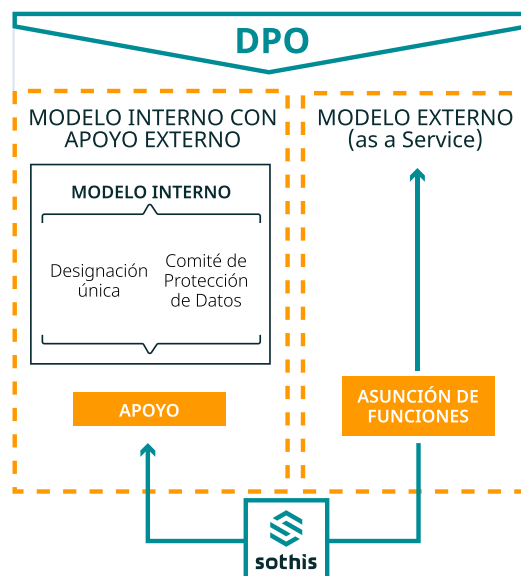 DPO
MODELO INTERNO CON
APOYO EXTERNO
MODELO INTERNO
Designación
única
Comité de
Protección
de Datos
APOYO
MODELO EXTERNO
(as a Service)
ASUNCIÓN DE
FUNCIONES
sothis